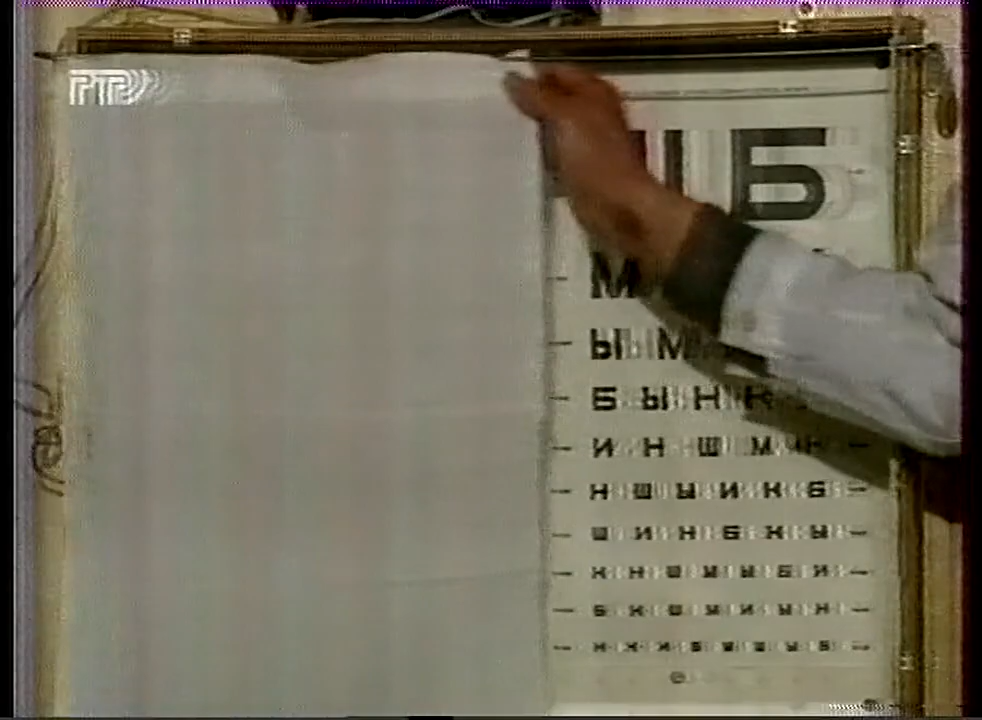 РТР
Ш Б
М
Ы М
Б Ы Н К
И Н Ш М К
Н Ш Ы И К Б
Ш И Н Б К Ы
К Н Ш Ы Ы Б И
Б К Ш Ы И Ы Н